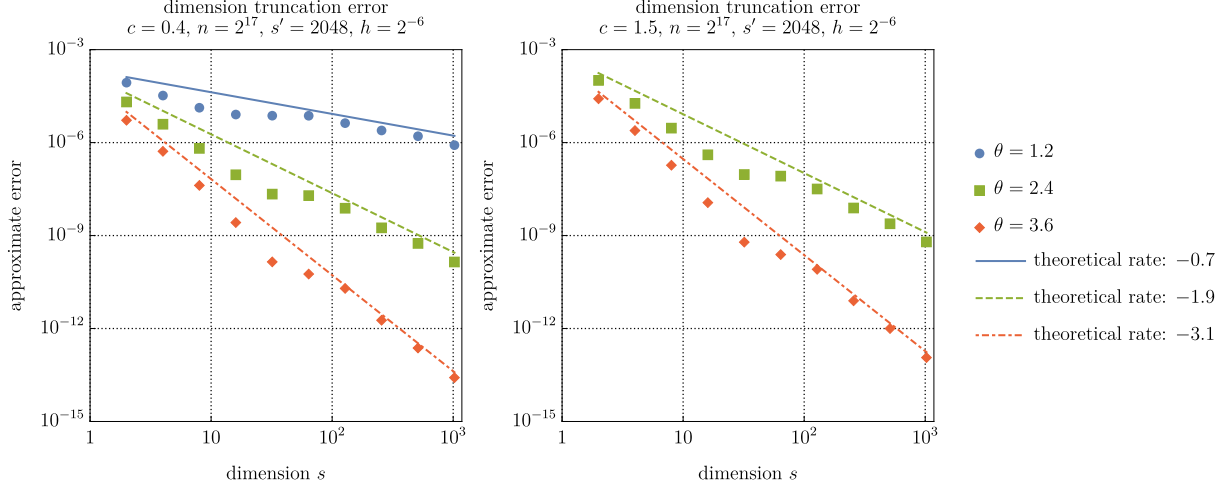 dimension truncation error
c = 0.4, n = 2^17, s′ = 2048, h = 2^−6
10^−3
10^−6
10^−9
10^−12
10^−15
1
10
10^2
10^3
approximate error
dimension s
dimension truncation error
c = 1.5, n = 2^17, s′ = 2048, h = 2^−6
10^−3
10^−6
10^−9
10^−12
10^−15
1
10
10^2
10^3
approximate error
dimension s
θ = 1.2
θ = 2.4
θ = 3.6
theoretical rate: −0.7
theoretical rate: −1.9
theoretical rate: −3.1